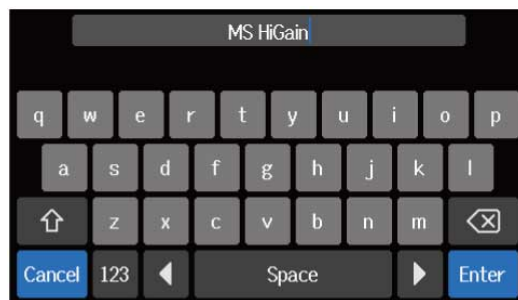 MS HiGain
q w e r t y u i o p
a s d f g h j k l
z x c v b n m
Cancel 123 Space Enter